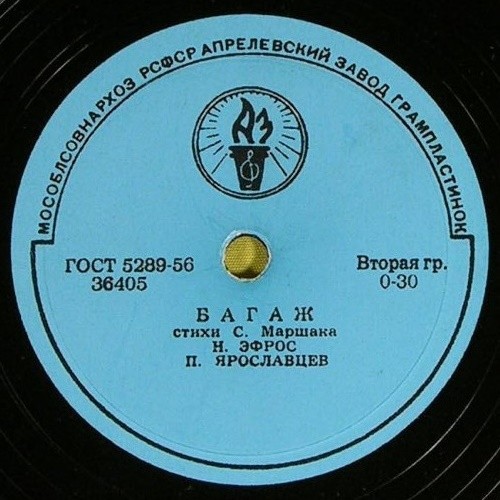 МОСОБЛСОВНАРХОЗ РСФСР АПРЕЛЕВСКИЙ ЗАВОД ГРАМПЛАСТИНОК
АЗ
ГОСТ 5289-56
36405
Вторая гр.
0-30
БАГАЖ
стихи С. Маршака
Н. ЭФРОС
П. ЯРОСЛАВЦЕВ